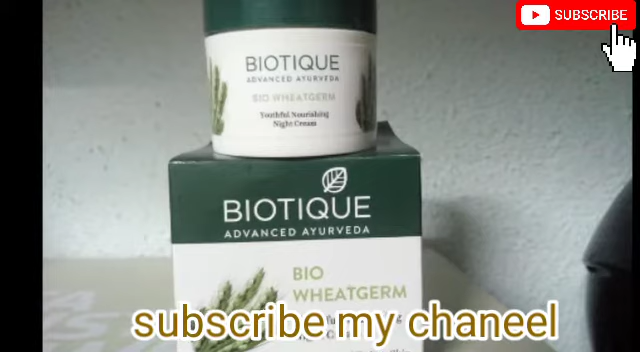 SUBSCRIBE
BIOTIQUE
ADVANCED AYURVEDA
BIO WHEATGERM
Youthful Nourishing
Night Cream
BIOTIQUE
ADVANCED AYURVEDA
BIO
WHEATGERM
subscribe my chaneel